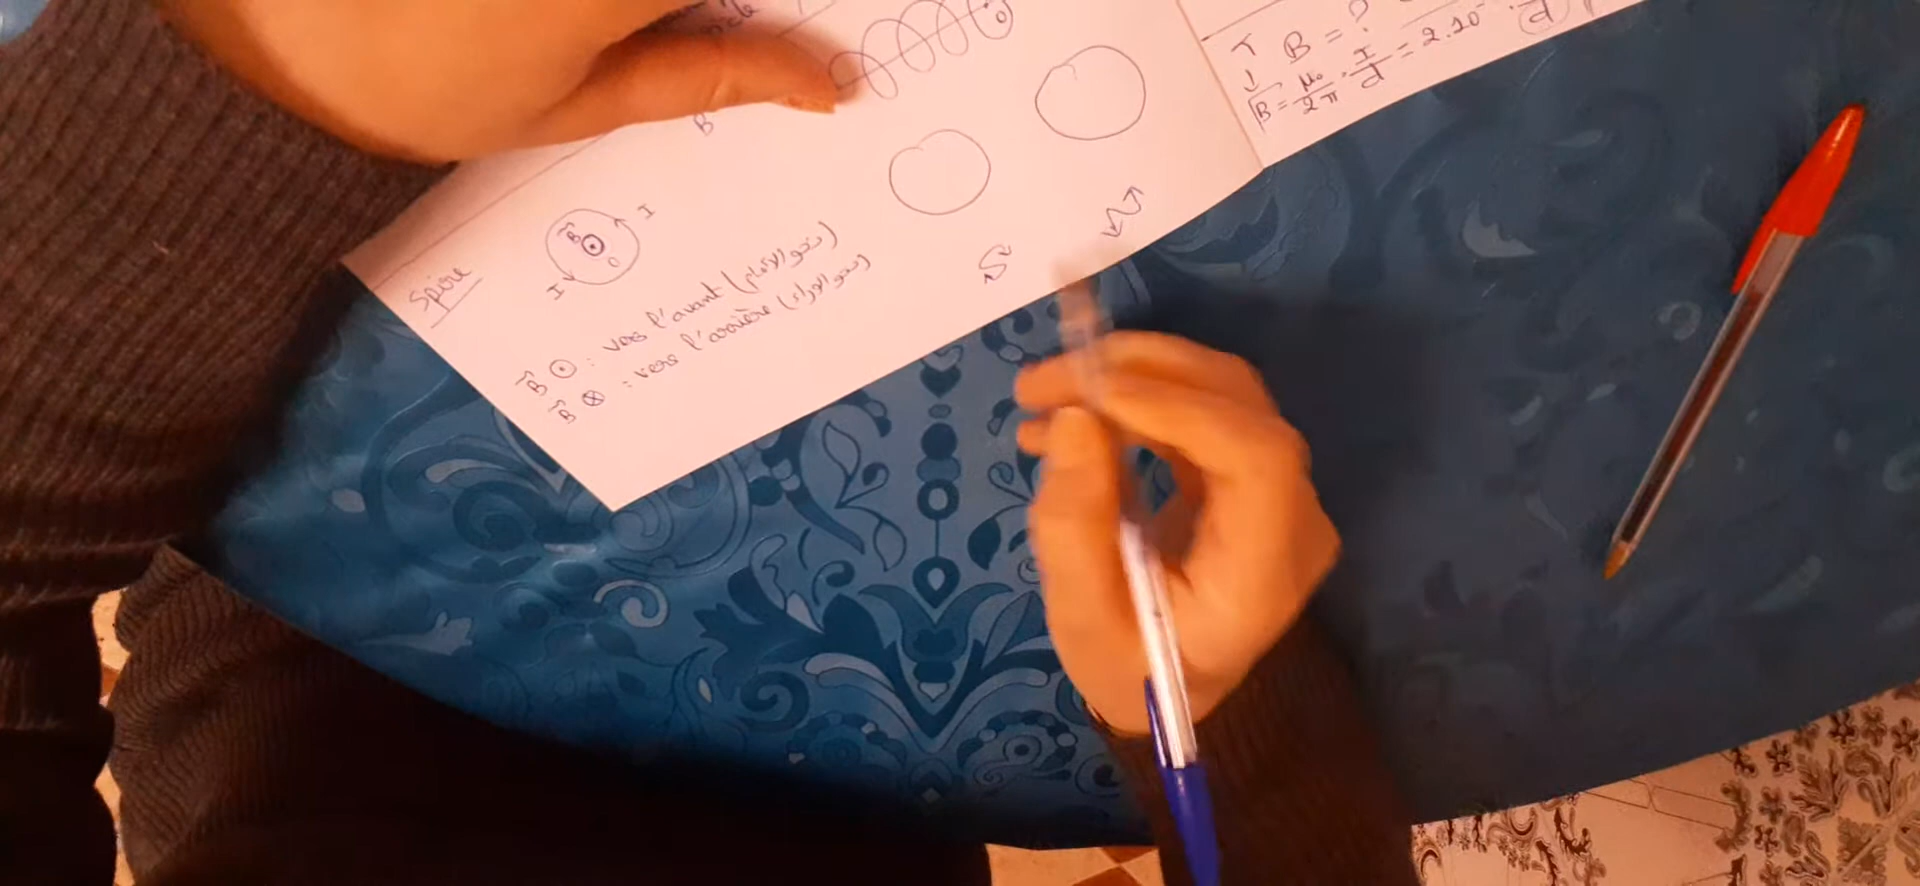 B
Spire
I
B⃗ ⊙
O
I
B⃗ ⊙ : vers l'avant (نحو الأمام)
B⃗ ⊗ : vers l'arrière (نحو الوراء)
S
N
B = ?
B = μ₀/2π · I/d = 2.10⁻